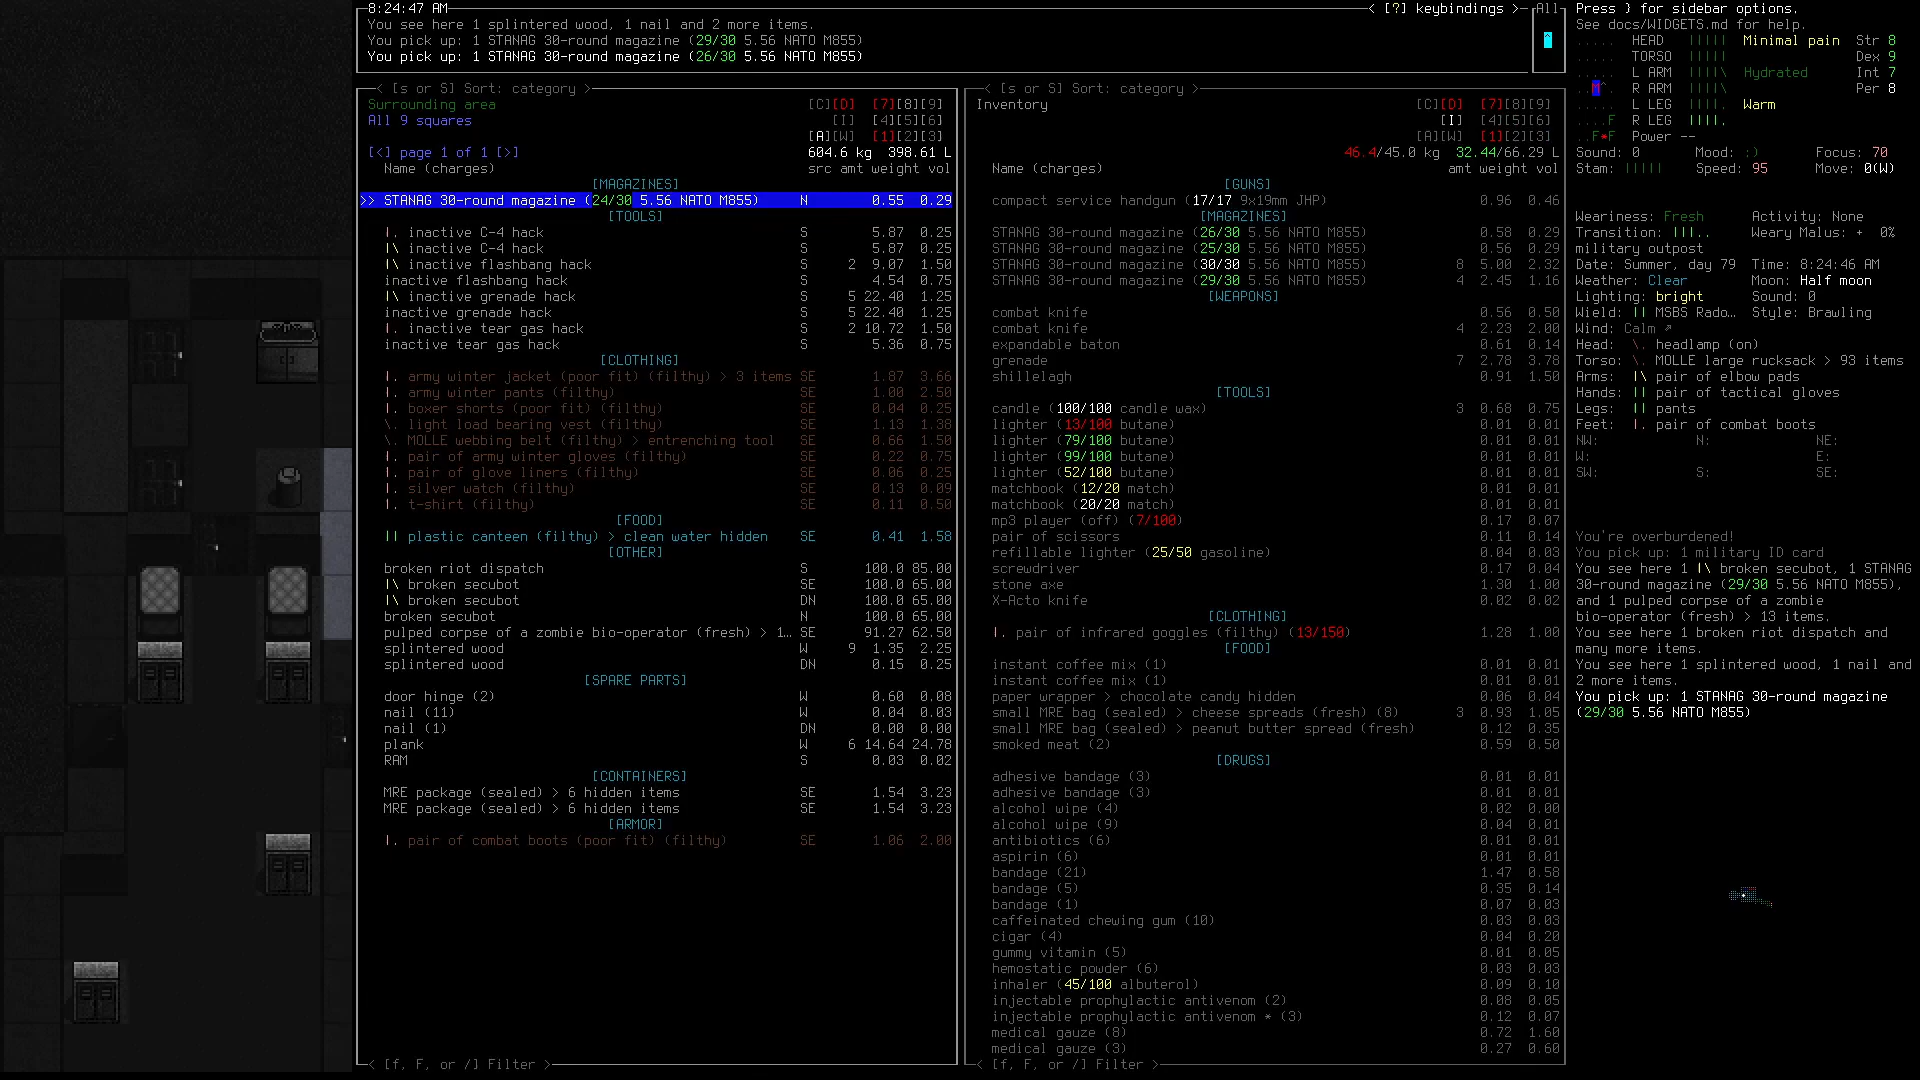 8:24:47 AM
< [?] keybindings >
All
You see here 1 splintered wood, 1 nail and 2 more items.
You pick up: 1 STANAG 30-round magazine (29/30 5.56 NATO M855)
You pick up: 1 STANAG 30-round magazine (26/30 5.56 NATO M855)
< [s or S] Sort: category >
Surrounding area [C][D] [7][8][9]
All 9 squares [I] [4][5][6]
[A][W] [1][2][3]
[<] page 1 of 1 [>] 604.6 kg 398.61 L
Name (charges) src amt weight vol
[MAGAZINES]
>> STANAG 30-round magazine (24/30 5.56 NATO M855) N 0.55 0.29
[TOOLS]
|. inactive C-4 hack S 5.87 0.25
|\ inactive C-4 hack S 5.87 0.25
|\ inactive flashbang hack S 2 9.07 1.50
inactive flashbang hack S 4.54 0.75
|\ inactive grenade hack S 5 22.40 1.25
inactive grenade hack S 5 22.40 1.25
|. inactive tear gas hack S 2 10.72 1.50
inactive tear gas hack S 5.36 0.75
[CLOTHING]
|. army winter jacket (poor fit) (filthy) > 3 items SE 1.87 3.66
|. army winter pants (filthy) SE 1.00 2.50
|. boxer shorts (poor fit) (filthy) SE 0.04 0.25
\. light load bearing vest (filthy) SE 1.13 1.38
\. MOLLE webbing belt (filthy) > entrenching tool SE 0.66 1.50
|. pair of army winter gloves (filthy) SE 0.22 0.75
|. pair of glove liners (filthy) SE 0.06 0.25
|. silver watch (filthy) SE 0.13 0.09
|. t-shirt (filthy) SE 0.11 0.50
[FOOD]
|| plastic canteen (filthy) > clean water hidden SE 0.41 1.58
[OTHER]
broken riot dispatch S 100.0 85.00
|\ broken secubot SE 100.0 65.00
|\ broken secubot DN 100.0 65.00
broken secubot N 100.0 65.00
pulped corpse of a zombie bio-operator (fresh) > 1… SE 91.27 62.50
splintered wood W 9 1.35 2.25
splintered wood DN 0.15 0.25
[SPARE PARTS]
door hinge (2) W 0.60 0.08
nail (11) W 0.04 0.03
nail (1) DN 0.00 0.00
plank W 6 14.64 24.78
RAM S 0.03 0.02
[CONTAINERS]
MRE package (sealed) > 6 hidden items SE 1.54 3.23
MRE package (sealed) > 6 hidden items SE 1.54 3.23
[ARMOR]
|. pair of combat boots (poor fit) (filthy) SE 1.06 2.00
< [f, F, or /] Filter >
< [s or S] Sort: category >
Inventory [C][D] [7][8][9]
[I] [4][5][6]
[A][W] [1][2][3]
46.4/45.0 kg 32.44/66.29 L
Name (charges) amt weight vol
[GUNS]
compact service handgun (17/17 9x19mm JHP) 0.96 0.46
[MAGAZINES]
STANAG 30-round magazine (26/30 5.56 NATO M855) 0.58 0.29
STANAG 30-round magazine (25/30 5.56 NATO M855) 0.56 0.29
STANAG 30-round magazine (30/30 5.56 NATO M855) 8 5.00 2.32
STANAG 30-round magazine (29/30 5.56 NATO M855) 4 2.45 1.16
[WEAPONS]
combat knife 0.56 0.50
combat knife 4 2.23 2.00
expandable baton 0.61 0.14
grenade 7 2.78 3.78
shillelagh 0.91 1.50
[TOOLS]
candle (100/100 candle wax) 3 0.68 0.75
lighter (13/100 butane) 0.01 0.01
lighter (79/100 butane) 0.01 0.01
lighter (99/100 butane) 0.01 0.01
lighter (52/100 butane) 0.01 0.01
matchbook (12/20 match) 0.01 0.01
matchbook (20/20 match) 0.01 0.01
mp3 player (off) (7/100) 0.17 0.07
pair of scissors 0.11 0.14
refillable lighter (25/50 gasoline) 0.04 0.03
screwdriver 0.17 0.04
stone axe 1.30 1.00
X-Acto knife 0.02 0.02
[CLOTHING]
|. pair of infrared goggles (filthy) (13/150) 1.28 1.00
[FOOD]
instant coffee mix (1) 0.01 0.01
instant coffee mix (1) 0.01 0.01
paper wrapper > chocolate candy hidden 0.06 0.04
small MRE bag (sealed) > cheese spreads (fresh) (8) 3 0.93 1.05
small MRE bag (sealed) > peanut butter spread (fresh) 0.12 0.35
smoked meat (2) 0.59 0.50
[DRUGS]
adhesive bandage (3) 0.01 0.01
adhesive bandage (3) 0.01 0.01
alcohol wipe (4) 0.02 0.00
alcohol wipe (9) 0.04 0.01
antibiotics (6) 0.01 0.01
aspirin (6) 0.01 0.01
bandage (21) 1.47 0.58
bandage (5) 0.35 0.14
bandage (1) 0.07 0.03
caffeinated chewing gum (10) 0.03 0.03
cigar (4) 0.04 0.20
gummy vitamin (5) 0.01 0.05
hemostatic powder (6) 0.03 0.03
inhaler (45/100 albuterol) 0.09 0.10
injectable prophylactic antivenom (2) 0.08 0.05
injectable prophylactic antivenom * (3) 0.12 0.07
medical gauze (8) 0.72 1.60
medical gauze (3) 0.27 0.60
< [f, F, or /] Filter >
Press } for sidebar options.
See docs/WIDGETS.md for help.
..... HEAD ||||| Minimal pain Str 8
..... TORSO ||||| Dex 9
..... L ARM ||||\ Hydrated Int 7
R ARM ||||\ Per 8
..... L LEG ||||. Warm
....F R LEG ||||.
..F*F Power --
Sound: 0 Mood: :) Focus: 70
Stam: ||||| Speed: 95 Move: 0(W)
Weariness: Fresh Activity: None
Transition: |||.. Weary Malus: + 0%
military outpost
Date: Summer, day 79 Time: 8:24:46 AM
Weather: Clear Moon: Half moon
Lighting: bright Sound: 0
Wield: || MSBS Rado… Style: Brawling
Wind: Calm ↗
Head: \. headlamp (on)
Torso: \. MOLLE large rucksack > 93 items
Arms: |\ pair of elbow pads
Hands: || pair of tactical gloves
Legs: || pants
Feet: |. pair of combat boots
NW: N: NE:
W: E:
SW: S: SE:
You're overburdened!
You pick up: 1 military ID card
You see here 1 |\ broken secubot, 1 STANAG
30-round magazine (29/30 5.56 NATO M855),
and 1 pulped corpse of a zombie
bio-operator (fresh) > 13 items.
You see here 1 broken riot dispatch and
many more items.
You see here 1 splintered wood, 1 nail and
2 more items.
You pick up: 1 STANAG 30-round magazine
(29/30 5.56 NATO M855)